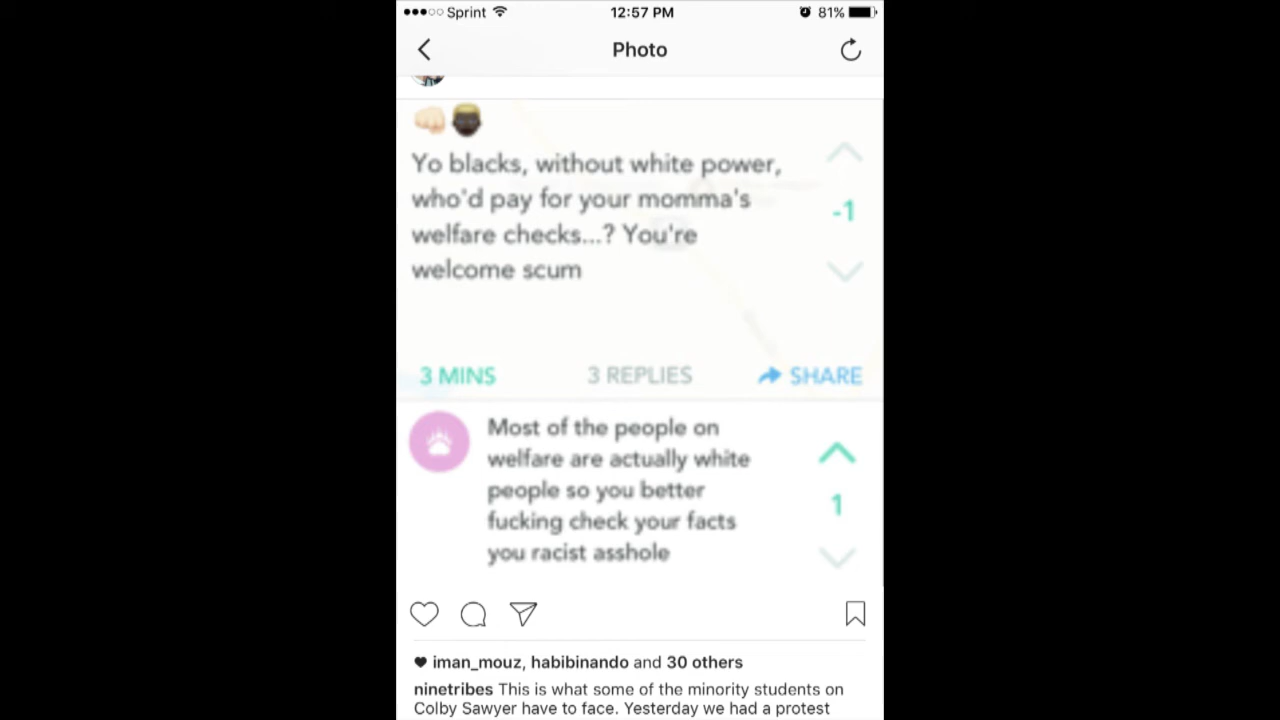 Sprint 12:57 PM 81%
Photo
Yo blacks, without white power,
who'd pay for your momma's
welfare checks...? You're
welcome scum
-1
3 MINS 3 REPLIES SHARE
Most of the people on
welfare are actually white
people so you better
fucking check your facts
you racist asshole
1
iman_mouz, habibinando and 30 others
ninetribes This is what some of the minority students on
Colby Sawyer have to face. Yesterday we had a protest